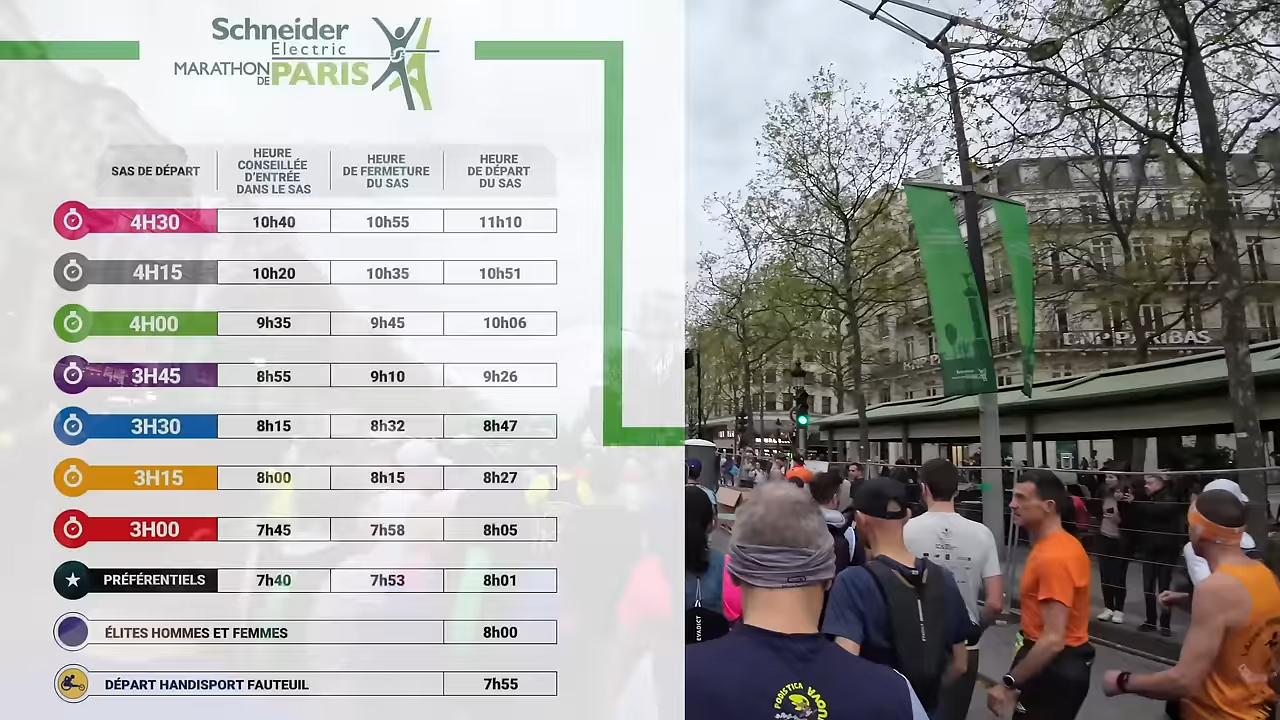 Schneider
Electric
MARATHON
DE
PARIS
SAS DE DÉPART
HEURE
CONSEILLÉE
D'ENTRÉE
DANS LE SAS
HEURE
DE FERMETURE
DU SAS
HEURE
DE DÉPART
DU SAS
4H30 10h40 10h55 11h10
4H15 10h20 10h35 10h51
4H00 9h35 9h45 10h06
3H45 8h55 9h10 9h26
3H30 8h15 8h32 8h47
3H15 8h00 8h15 8h27
3H00 7h45 7h58 8h05
PRÉFÉRENTIELS 7h40 7h53 8h01
ÉLITES HOMMES ET FEMMES 8h00
DÉPART HANDISPORT FAUTEUIL 7h55
BNP PARIBAS
Schneider
EVADICT
PODISTICA